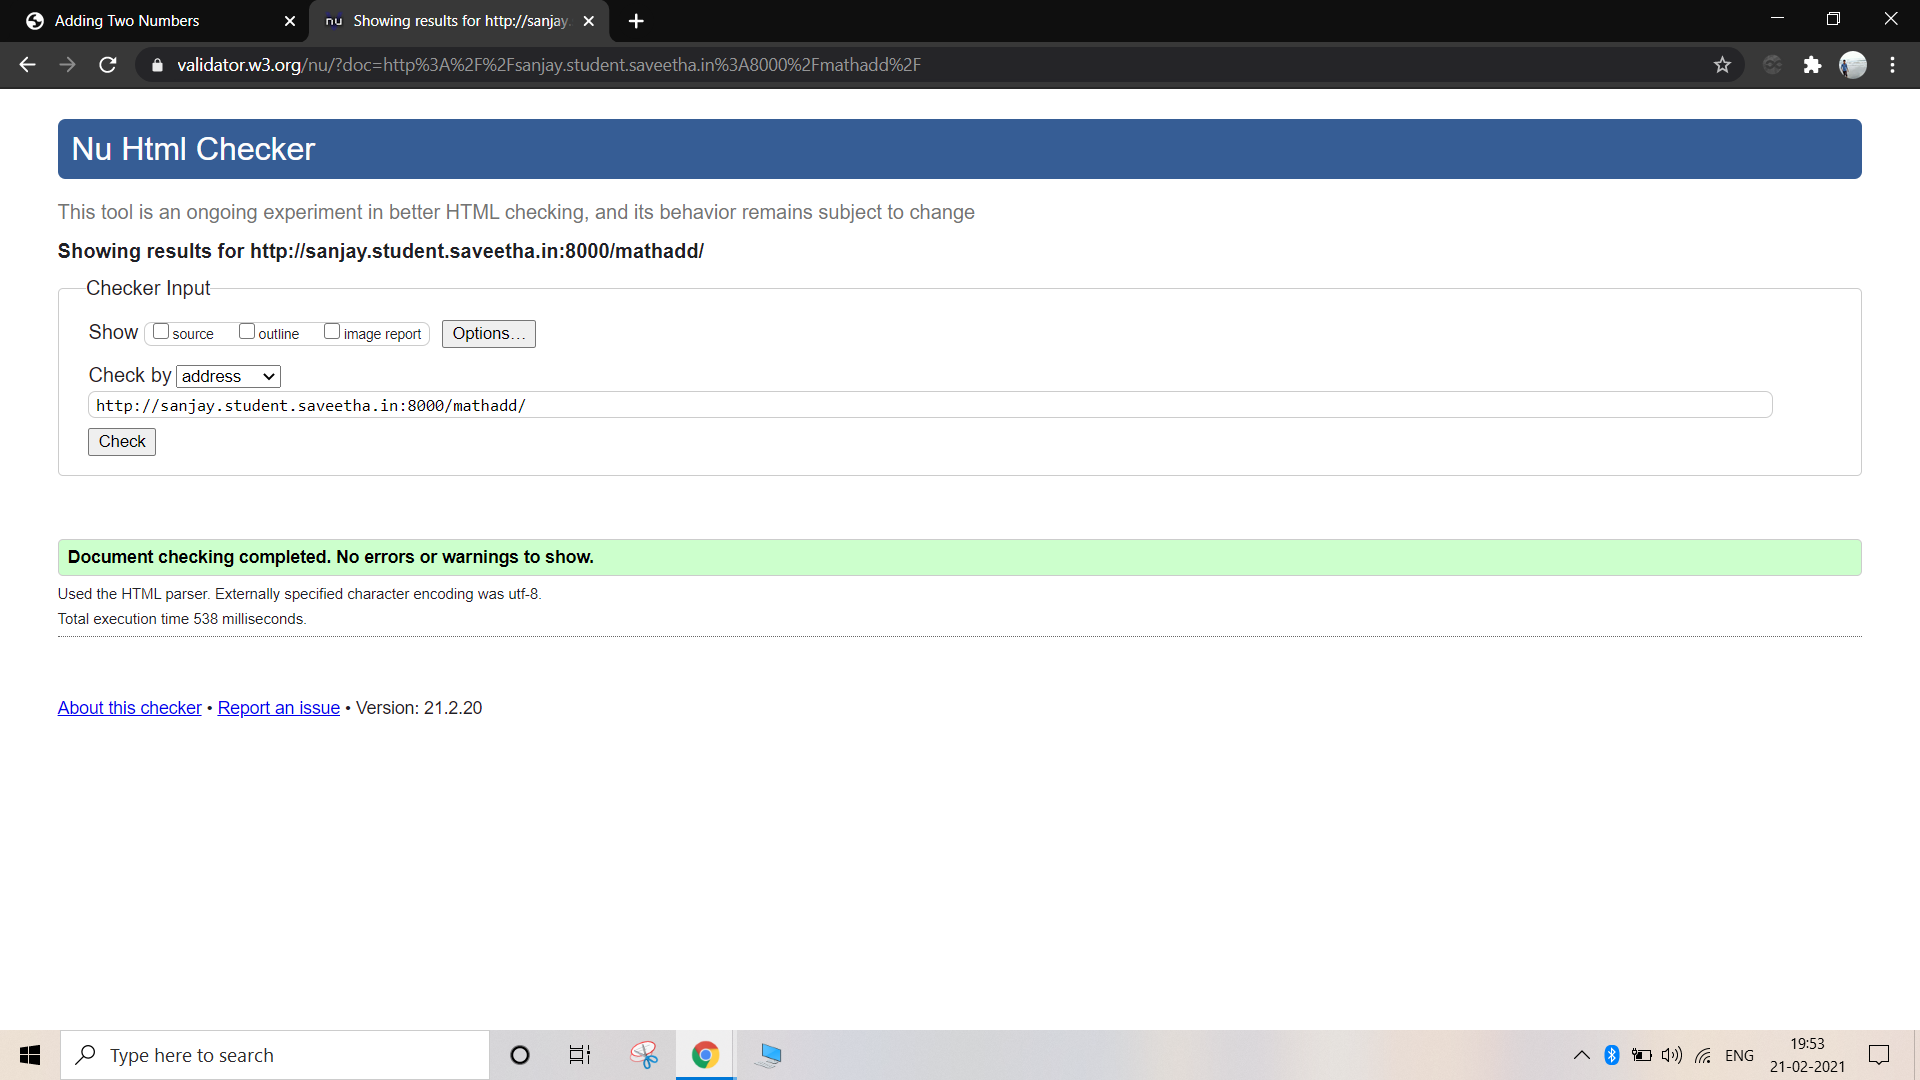 Adding Two Numbers
nu Showing results for http://sanjay.
validator.w3.org/nu/?doc=http%3A%2F%2Fsanjay.student.saveetha.in%3A8000%2Fmathadd%2F
Nu Html Checker
This tool is an ongoing experiment in better HTML checking, and its behavior remains subject to change
Showing results for http://sanjay.student.saveetha.in:8000/mathadd/
Checker Input
Show source outline image report Options…
Check by address
http://sanjay.student.saveetha.in:8000/mathadd/
Check
Document checking completed. No errors or warnings to show.
Used the HTML parser. Externally specified character encoding was utf-8.
Total execution time 538 milliseconds.
About this checker • Report an issue • Version: 21.2.20
Type here to search
ENG
19:53
21-02-2021